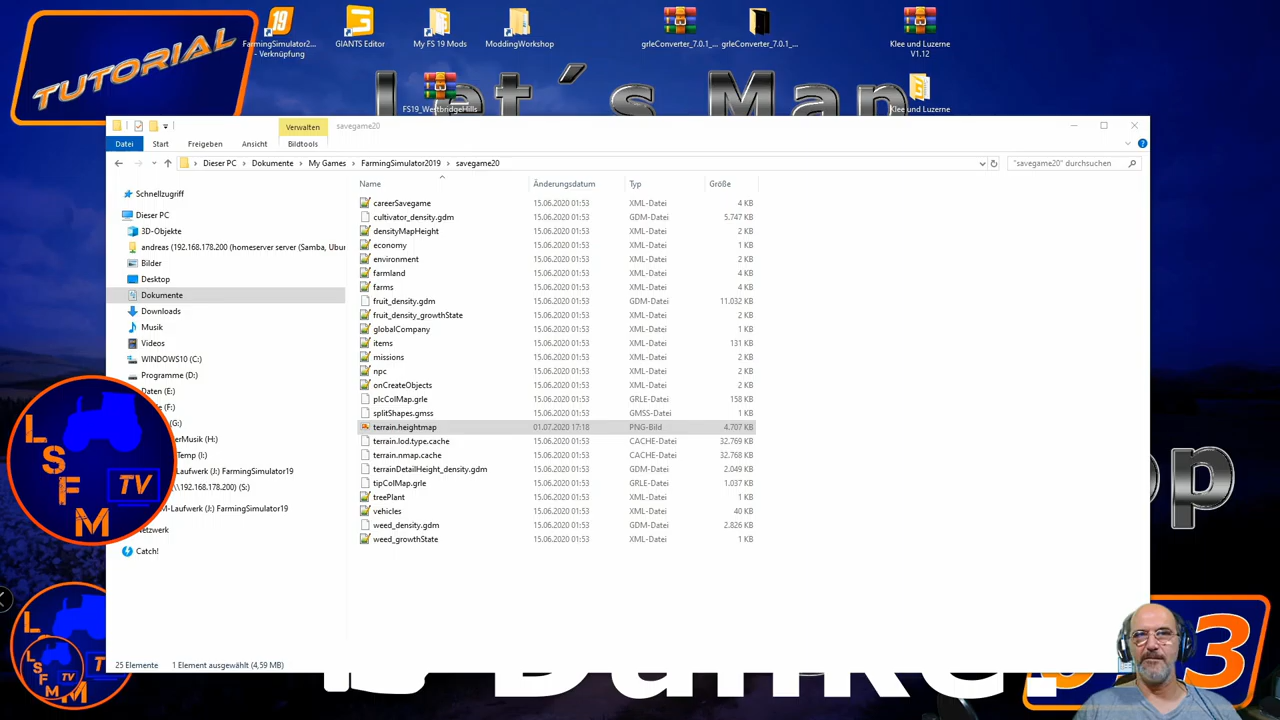 TUTORIAL
FarmingSimulator2...
- Verknüpfung
GIANTS Editor
My FS 19 Mods
ModdingWorkshop
grleConverter_7.0.1_...
grleConverter_7.0.1_...
Klee und Luzerne
V1.12
Let´s Map
FS19_WestbridgeHills
Klee und Luzerne
Verwalten
savegame20
Datei
Start
Freigeben
Ansicht
Bildtools
Dieser PC
Dokumente
My Games
FarmingSimulator2019
savegame20
"savegame20" durchsuchen
Name
Änderungsdatum
Typ
Größe
Schnellzugriff
Dieser PC
3D-Objekte
andreas (192.168.178.200 (homeserver server (Samba, Ubur
Bilder
Desktop
Dokumente
Downloads
Musik
Videos
WINDOWS10 (C:)
Programme (D:)
Daten (E:)
(F:)
(G:)
Musik (H:)
(I:)
(J:) FarmingSimulator19
192.168.178.200) (S:)
(J:) FarmingSimulator19
Catch!
careerSavegame 15.06.2020 01:53 XML-Datei 4 KB
cultivator_density.gdm 15.06.2020 01:53 GDM-Datei 5.747 KB
densityMapHeight 15.06.2020 01:53 XML-Datei 2 KB
economy 15.06.2020 01:53 XML-Datei 1 KB
environment 15.06.2020 01:53 XML-Datei 2 KB
farmland 15.06.2020 01:53 XML-Datei 4 KB
farms 15.06.2020 01:53 XML-Datei 4 KB
fruit_density.gdm 15.06.2020 01:53 GDM-Datei 11.032 KB
fruit_density_growthState 15.06.2020 01:53 XML-Datei 2 KB
globalCompany 15.06.2020 01:53 XML-Datei 1 KB
items 15.06.2020 01:53 XML-Datei 131 KB
missions 15.06.2020 01:53 XML-Datei 2 KB
npc 15.06.2020 01:53 XML-Datei 2 KB
onCreateObjects 15.06.2020 01:53 XML-Datei 2 KB
plcColMap.grle 15.06.2020 01:53 GRLE-Datei 158 KB
splitShapes.gmss 15.06.2020 01:53 GMSS-Datei 1 KB
terrain.heightmap 01.07.2020 17:18 PNG-Bild 4.707 KB
terrain.lod.type.cache 15.06.2020 01:53 CACHE-Datei 32.769 KB
terrain.nmap.cache 15.06.2020 01:53 CACHE-Datei 32.768 KB
terrainDetailHeight_density.gdm 15.06.2020 01:53 GDM-Datei 2.049 KB
tipColMap.grle 15.06.2020 01:53 GRLE-Datei 1.037 KB
treePlant 15.06.2020 01:53 XML-Datei 1 KB
vehicles 15.06.2020 01:53 XML-Datei 40 KB
weed_density.gdm 15.06.2020 01:53 GDM-Datei 2.826 KB
weed_growthState 15.06.2020 01:53 XML-Datei 1 KB
LSFM TV
LSFM TV
25 Elemente
1 Element ausgewählt (4,59 MB)